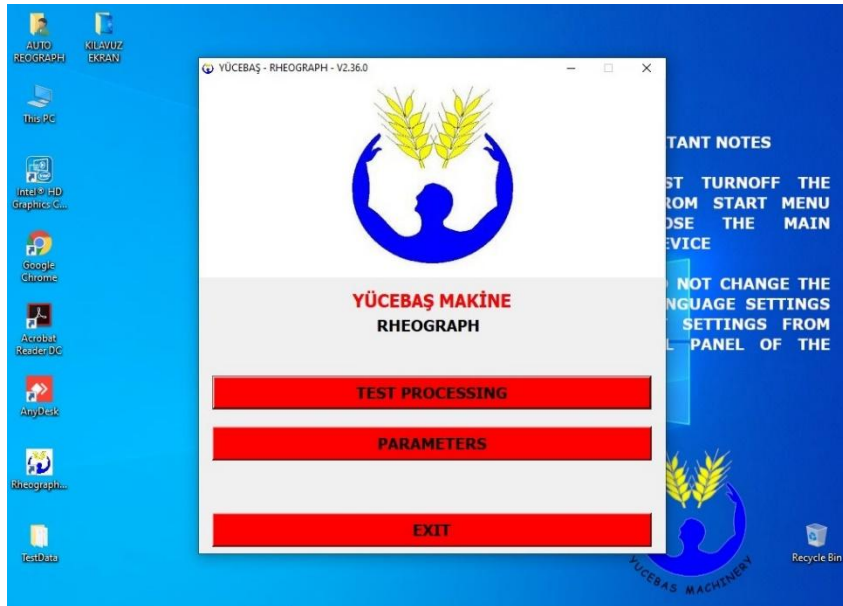 AUTO
REOGRAPH
KILAVUZ
EKRAN
This PC
Intel® HD
Graphics C...
Google
Chrome
Acrobat
Reader DC
AnyDesk
Rheograph...
TestData
YÜCEBAŞ - RHEOGRAPH - V2.36.0
YÜCEBAŞ MAKİNE
RHEOGRAPH
TEST PROCESSING
PARAMETERS
EXIT
TANT NOTES
ST TURNOFF THE
ROM START MENU
OSE THE MAIN
EVICE
NOT CHANGE THE
NGUAGE SETTINGS
SETTINGS FROM
L PANEL OF THE
YUCEBAS MACHINERY
Recycle Bin